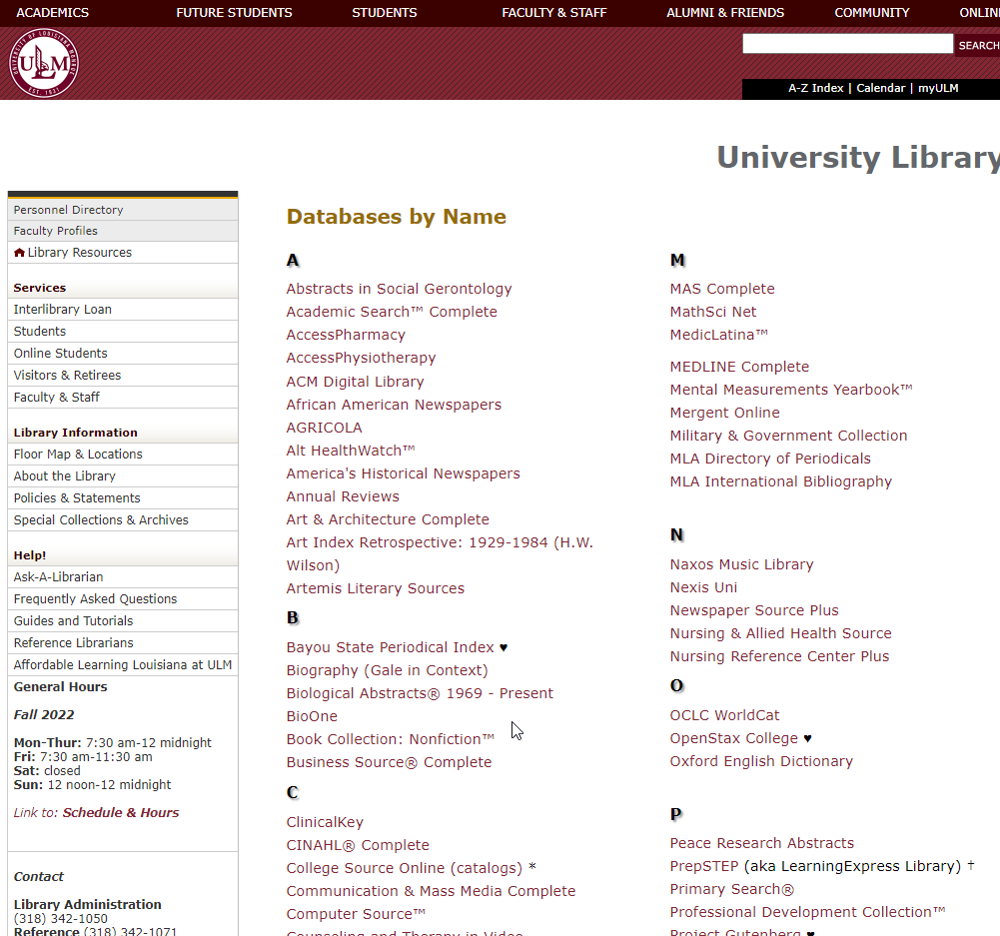 ACADEMICS FUTURE STUDENTS STUDENTS FACULTY & STAFF ALUMNI & FRIENDS COMMUNITY ONLIN
UNIVERSITY OF LOUISIANA MONROE
ULM
EST. 1931
SEARCH
A-Z Index | Calendar | myULM
University Library
Personnel Directory
Faculty Profiles
Library Resources
Services
Interlibrary Loan
Students
Online Students
Visitors & Retirees
Faculty & Staff
Library Information
Floor Map & Locations
About the Library
Policies & Statements
Special Collections & Archives
Help!
Ask-A-Librarian
Frequently Asked Questions
Guides and Tutorials
Reference Librarians
Affordable Learning Louisiana at ULM
General Hours
Fall 2022
Mon-Thur: 7:30 am-12 midnight
Fri: 7:30 am-11:30 am
Sat: closed
Sun: 12 noon-12 midnight
Link to: Schedule & Hours
Contact
Library Administration
(318) 342-1050
Reference (318) 342-1071
Databases by Name
A
Abstracts in Social Gerontology
Academic Search™ Complete
AccessPharmacy
AccessPhysiotherapy
ACM Digital Library
African American Newspapers
AGRICOLA
Alt HealthWatch™
America's Historical Newspapers
Annual Reviews
Art & Architecture Complete
Art Index Retrospective: 1929-1984 (H.W.
Wilson)
Artemis Literary Sources
B
Bayou State Periodical Index ♥
Biography (Gale in Context)
Biological Abstracts® 1969 - Present
BioOne
Book Collection: Nonfiction™
Business Source® Complete
C
ClinicalKey
CINAHL® Complete
College Source Online (catalogs) *
Communication & Mass Media Complete
Computer Source™
Counseling and Therapy in Video
M
MAS Complete
MathSci Net
MedicLatina™
MEDLINE Complete
Mental Measurements Yearbook™
Mergent Online
Military & Government Collection
MLA Directory of Periodicals
MLA International Bibliography
N
Naxos Music Library
Nexis Uni
Newspaper Source Plus
Nursing & Allied Health Source
Nursing Reference Center Plus
O
OCLC WorldCat
OpenStax College ♥
Oxford English Dictionary
P
Peace Research Abstracts
PrepSTEP (aka LearningExpress Library) †
Primary Search®
Professional Development Collection™
Project Gutenberg ♥